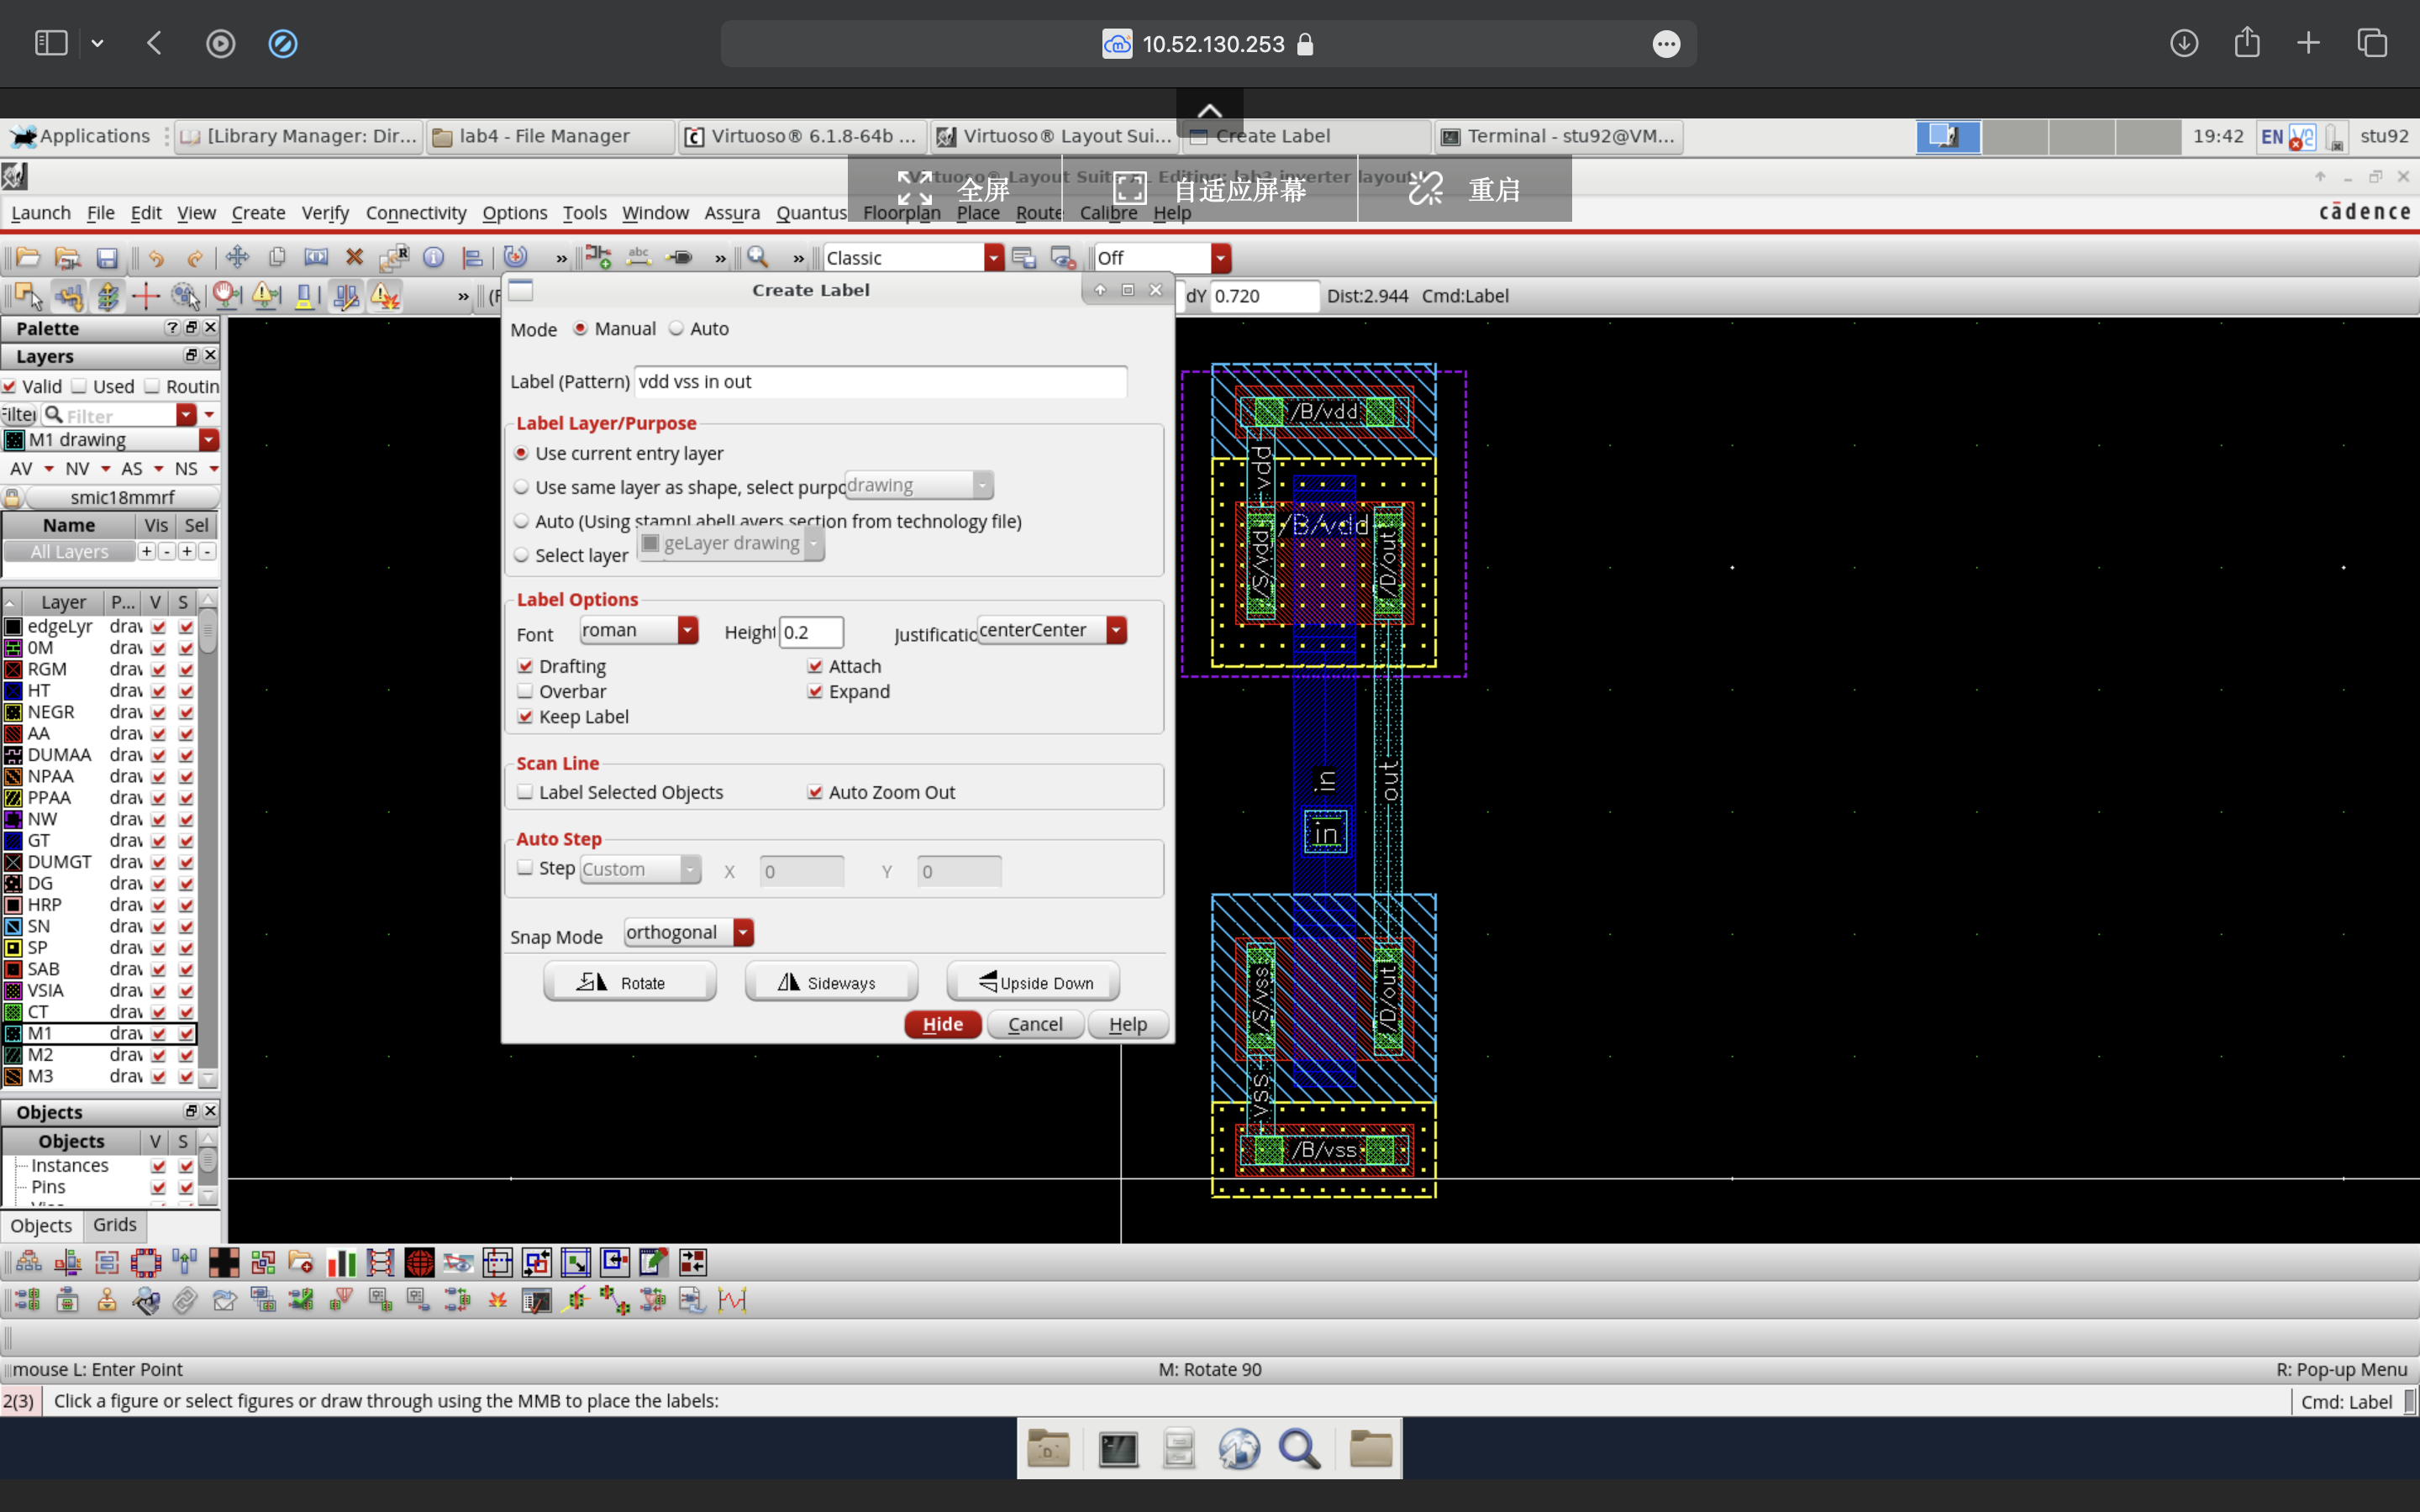 10.52.130.253
Applications
[Library Manager: Dir...
lab4 - File Manager
Virtuoso® 6.1.8-64b ...
Virtuoso® Layout Sui...
Create Label
Terminal - stu92@VM...
19:42
EN
stu92
全屏
自适应屏幕
重启
Launch File Edit View Create Verify Connectivity Options Tools Window Assura Quantus Floorplan Place Route Calibre Help
cādence
Classic
Off
dY 0.720 Dist:2.944 Cmd:Label
Palette
Layers
Valid Used Routin
Filter
M1 drawing
AV NV AS NS
smic18mmrf
Name Vis Sel
All Layers + - + -
Layer P... V S
edgeLyr drav
0M drav
RGM drav
HT drav
NEGR drav
AA drav
DUMAA drav
NPAA drav
PPAA drav
NW drav
GT drav
DUMGT drav
DG drav
HRP drav
SN drav
SP drav
SAB drav
VSIA drav
CT drav
M1 drav
M2 drav
M3 drav
Objects
Objects V S
Instances
Pins
Objects Grids
Create Label
Mode Manual Auto
Label (Pattern) vdd vss in out
Label Layer/Purpose
Use current entry layer
Use same layer as shape, select purpo drawing
Auto (Using stampLabelLayers section from technology file)
Select layer geLayer drawing
Label Options
Font roman Height 0.2 Justificatio centerCenter
Drafting Attach
Overbar Expand
Keep Label
Scan Line
Label Selected Objects Auto Zoom Out
Auto Step
Step Custom X 0 Y 0
Snap Mode orthogonal
Rotate Sideways Upside Down
Hide Cancel Help
/B/vdd
vdd
/B/vdd
/S/vdd
/D/out
in
out
in
/S/vss
/D/out
vss
/B/vss
mouse L: Enter Point M: Rotate 90 R: Pop-up Menu
2(3) Click a figure or select figures or draw through using the MMB to place the labels: Cmd: Label